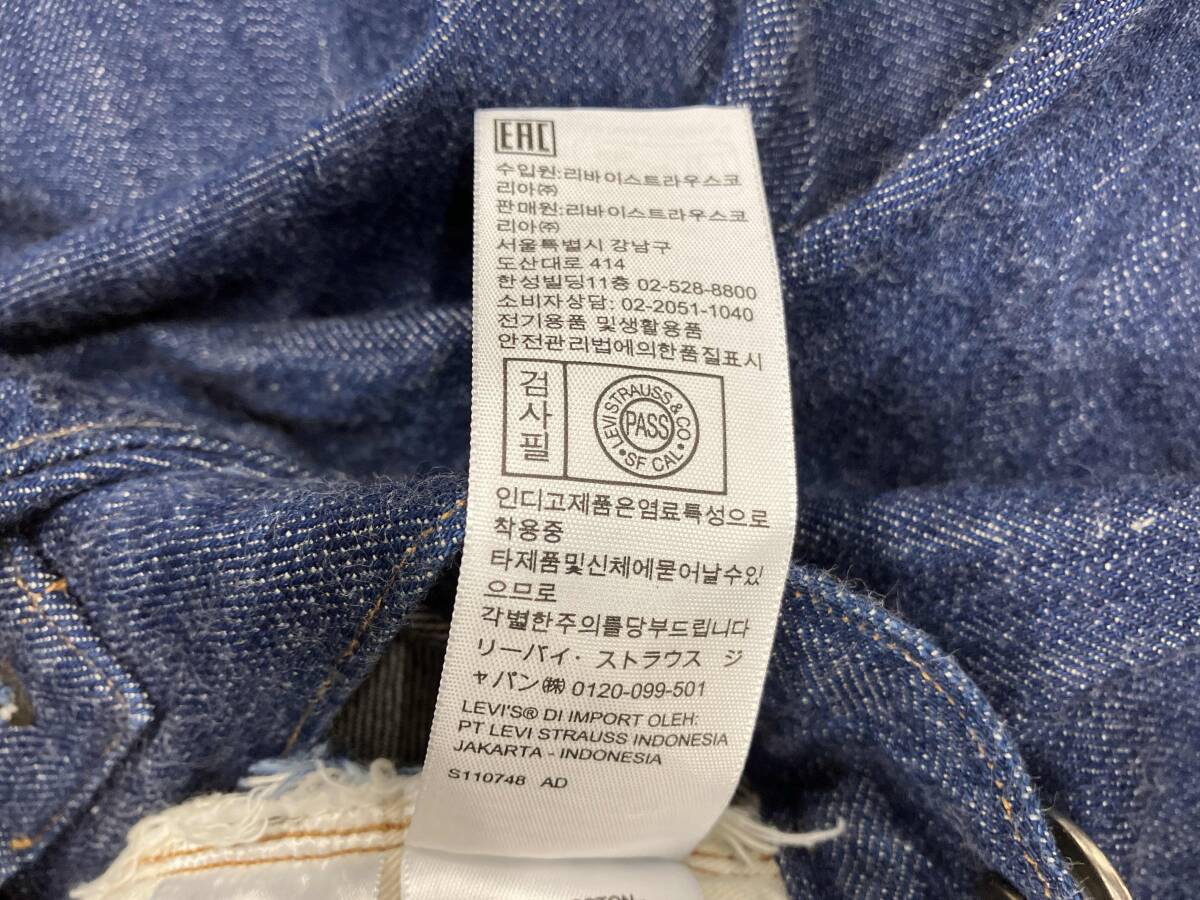 EAC
수입원:리바이스트라우스코
리아㈜
판매원:리바이스트라우스코
리아㈜
서울특별시 강남구
도산대로 414
한성빌딩11층 02-528-8800
소비자상담: 02-2051-1040
전기용품 및생활용품
안전관리법에의한품질표시
검사필
LEVI STRAUSS & CO
PASS
• SF CAL •
인디고제품은염료특성으로
착용중
타제품및신체에묻어날수있
으므로
각별한주의를당부드립니다
リーバイ・ストラウス ジ
ャパン㈱ 0120-099-501
LEVI'S® DI IMPORT OLEH:
PT LEVI STRAUSS INDONESIA
JAKARTA - INDONESIA
S110748 AD